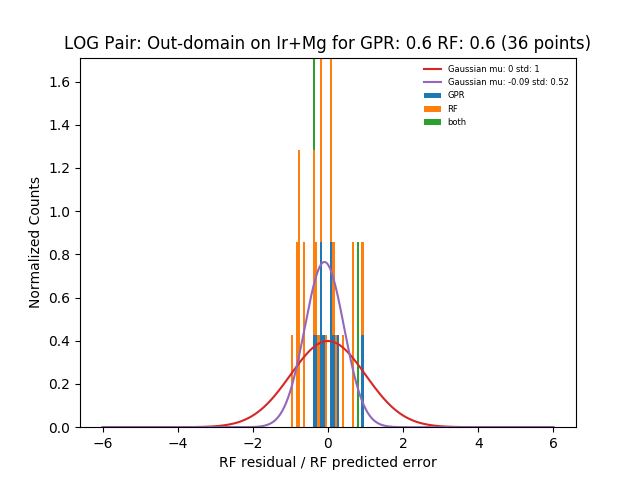 LOG Pair: Out-domain on Ir+Mg for GPR: 0.6 RF: 0.6 (36 points)
Gaussian mu: 0 std: 1
Gaussian mu: -0.09 std: 0.52
GPR
RF
both
Normalized Counts
1.6
1.4
1.2
1.0
0.8
0.6
0.4
0.2
0.0
−6 −4 −2 0 2 4 6
RF residual / RF predicted error